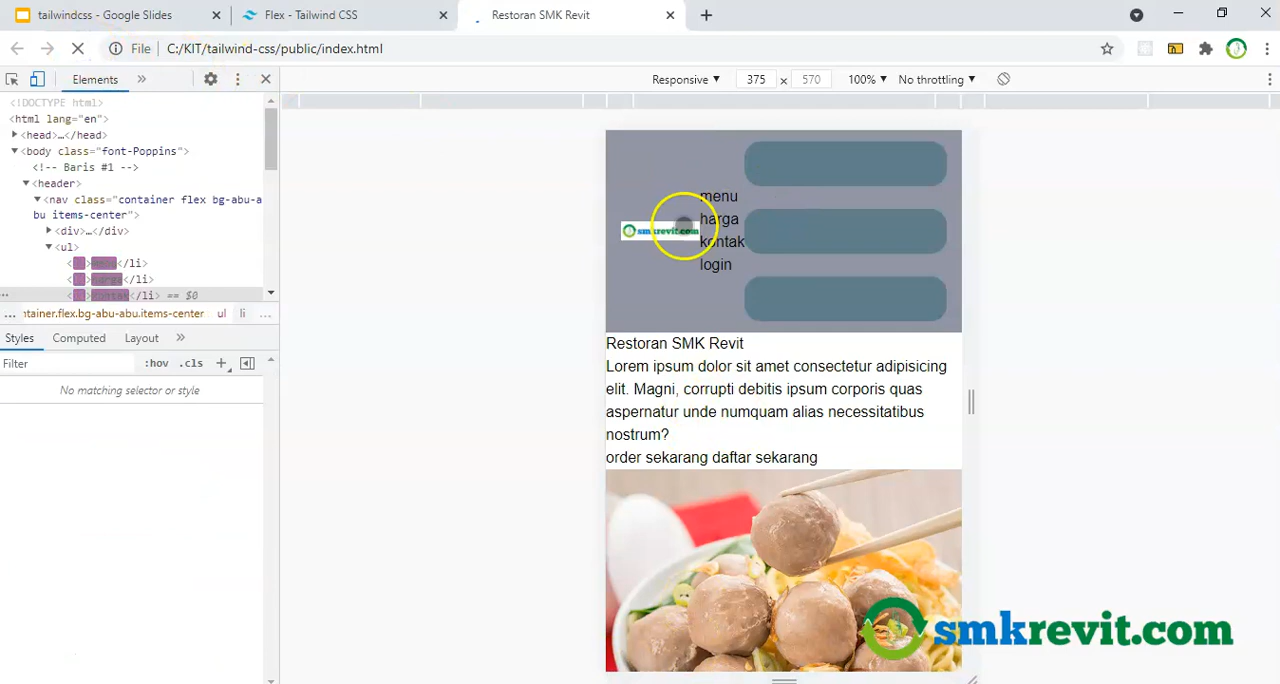 tailwindcss - Google Slides
Flex - Tailwind CSS
Restoran SMK Revit
File
C:/KIT/tailwind-css/public/index.html
Elements
Responsive
375 x 570
100%
No throttling
<!DOCTYPE html>
<html lang="en">
<head>…</head>
<body class="font-Poppins">
<!-- Baris #1 -->
<header>
<nav class="container flex bg-abu-a
bu items-center">
<div>…</div>
<ul>
</li>
</li>
</li> == $0
... ntainer.flex.bg-abu-abu.items-center ul li ...
Styles
Computed
Layout
Filter
:hov .cls
No matching selector or style
menu
harga
kontak
login
smkrevit.com
Restoran SMK Revit
Lorem ipsum dolor sit amet consectetur adipisicing
elit. Magni, corrupti debitis ipsum corporis quas
aspernatur unde numquam alias necessitatibus
nostrum?
order sekarang daftar sekarang
smkrevit.com